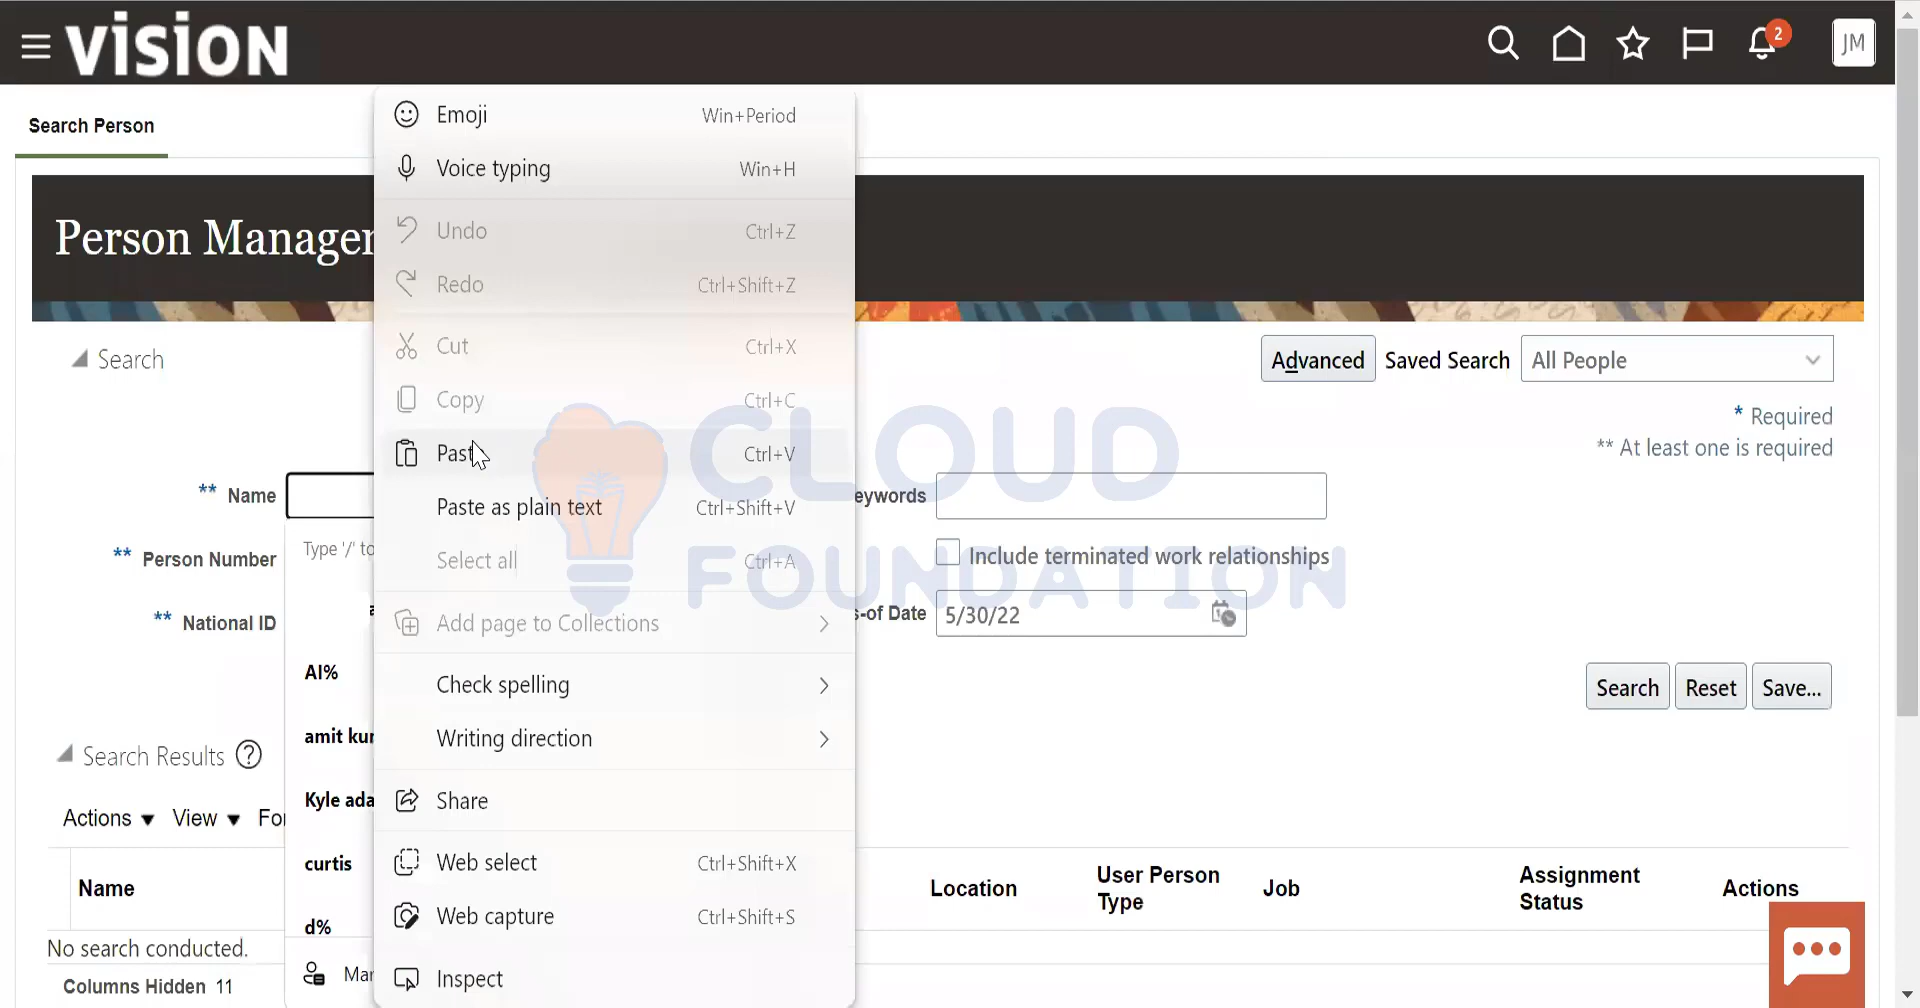 vision
2
JM
Search Person
Emoji Win+Period
Voice typing Win+H
Undo Ctrl+Z
Redo Ctrl+Shift+Z
Cut Ctrl+X
Copy Ctrl+C
Paste Ctrl+V
Paste as plain text Ctrl+Shift+V
Select all Ctrl+A
Add page to Collections
Check spelling
Writing direction
Share
Web select Ctrl+Shift+X
Web capture Ctrl+Shift+S
Inspect
Person Manager
Search
Advanced Saved Search All People
* Required
** At least one is required
** Name
eywords
** Person Number
Type '/' to
Include terminated work relationships
** National ID
s-of Date 5/30/22
CLOUD
FOUNDATION
AI%
amit kur
Kyle ada
curtis
d%
Mar
Search Reset Save...
Search Results ?
Actions View For
Name Location User Person Type Job Assignment Status Actions
No search conducted.
Columns Hidden 11